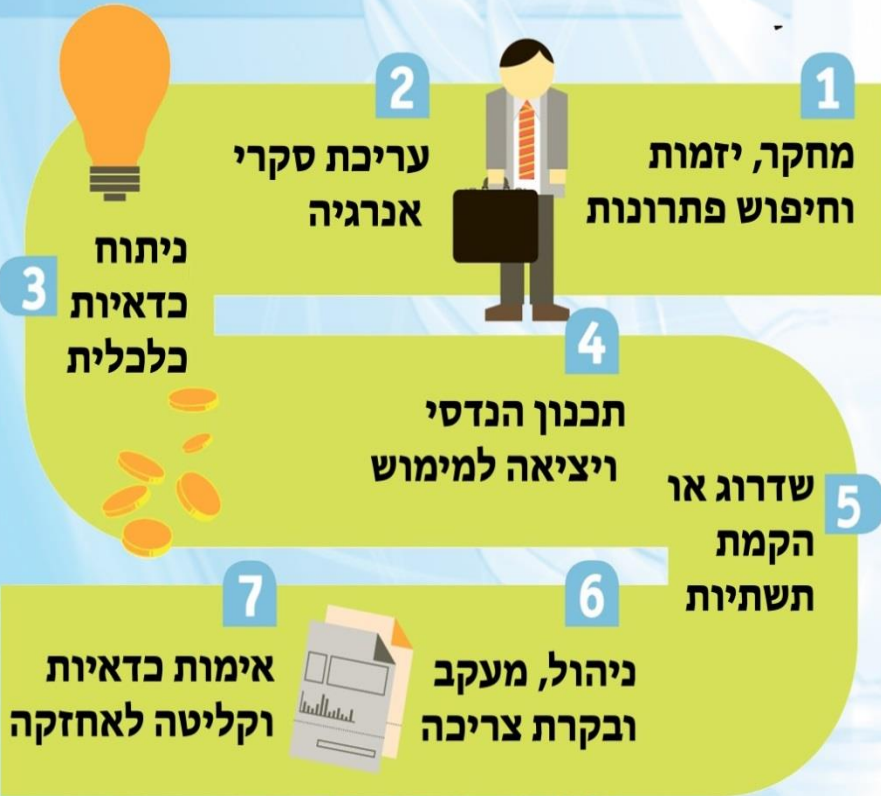 1
מחקר, יזמות
וחיפוש פתרונות
2
עריכת סקרי
אנרגיה
3
ניתוח
כדאיות
כלכלית
4
תכנון הנדסי
ויציאה למימוש
5
שדרוג או
הקמת
תשתיות
6
ניהול, מעקב
ובקרת צריכה
7
אימות כדאיות
וקליטה לאחזקה